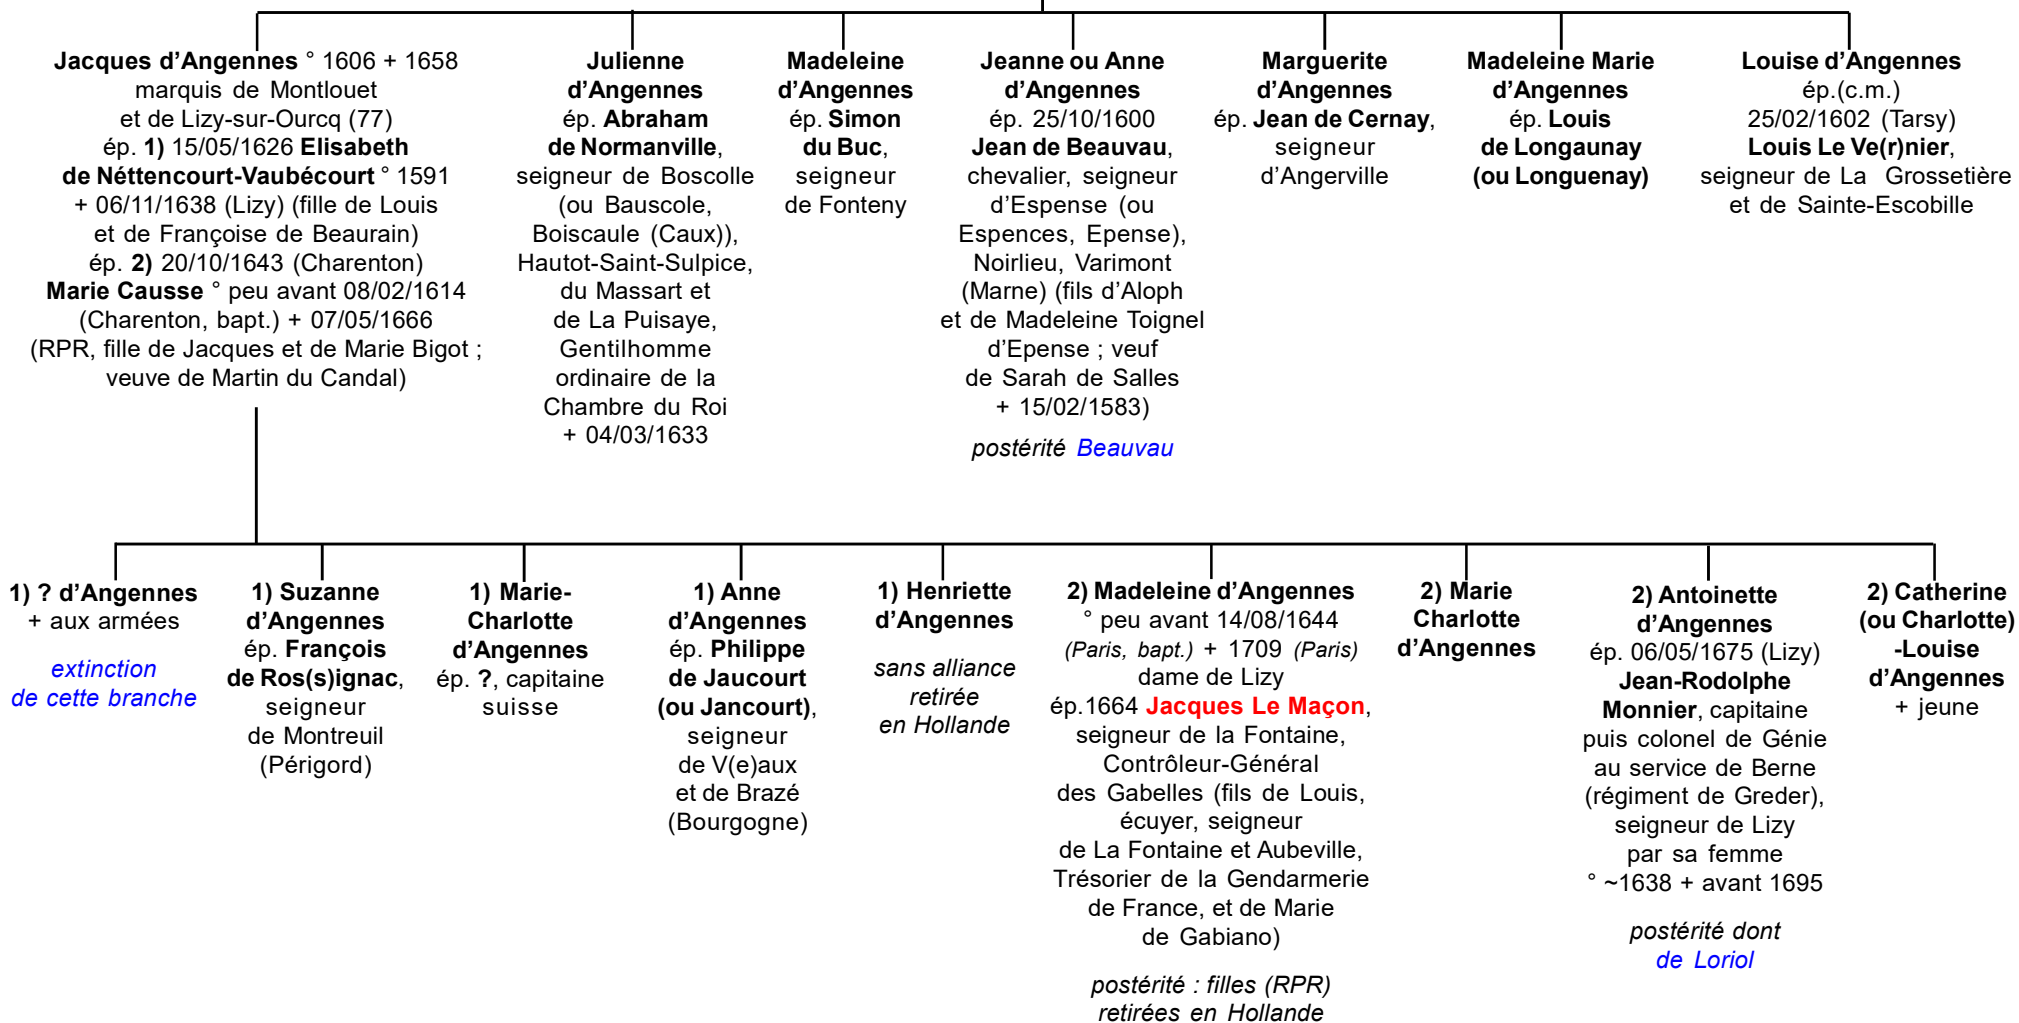 Jacques d'Angennes ° 1606 + 1658
marquis de Montlouet
et de Lizy-sur-Ourcq (77)
ép. 1) 15/05/1626 Elisabeth
de Néttencourt-Vaubécourt ° 1591
+ 06/11/1638 (Lizy) (fille de Louis
et de Françoise de Beaurain)
ép. 2) 20/10/1643 (Charenton)
Marie Causse ° peu avant 08/02/1614
(Charenton, bapt.) + 07/05/1666
(RPR, fille de Jacques et de Marie Bigot ;
veuve de Martin du Candal)
Julienne
d'Angennes
ép. Abraham
de Normanville,
seigneur de Boscolle
(ou Bauscole,
Boiscaule (Caux)),
Hautot-Saint-Sulpice,
du Massart et
de La Puisaye,
Gentilhomme
ordinaire de la
Chambre du Roi
+ 04/03/1633
Madeleine
d'Angennes
ép. Simon
du Buc,
seigneur
de Fonteny
Jeanne ou Anne
d'Angennes
ép. 25/10/1600
Jean de Beauvau,
chevalier, seigneur
d'Espense (ou
Espences, Epense),
Noirlieu, Varimont
(Marne) (fils d'Aloph
et de Madeleine Toignel
d'Epense ; veuf
de Sarah de Salles
+ 15/02/1583)
postérité Beauvau
Marguerite
d'Angennes
ép. Jean de Cernay,
seigneur
d'Angerville
Madeleine Marie
d'Angennes
ép. Louis
de Longaunay
(ou Longuenay)
Louise d'Angennes
ép.(c.m.)
25/02/1602 (Tarsy)
Louis Le Ve(r)nier,
seigneur de La Grossetière
et de Sainte-Escobille
1) ? d'Angennes
+ aux armées
extinction
de cette branche
1) Suzanne
d'Angennes
ép. François
de Ros(s)ignac,
seigneur
de Montreuil
(Périgord)
1) Marie-
Charlotte
d'Angennes
ép. ?, capitaine
suisse
1) Anne
d'Angennes
ép. Philippe
de Jaucourt
(ou Jancourt),
seigneur
de V(e)aux
et de Brazé
(Bourgogne)
1) Henriette
d'Angennes
sans alliance
retirée
en Hollande
2) Madeleine d'Angennes
° peu avant 14/08/1644
(Paris, bapt.) + 1709 (Paris)
dame de Lizy
ép.1664 Jacques Le Maçon,
seigneur de la Fontaine,
Contrôleur-Général
des Gabelles (fils de Louis,
écuyer, seigneur
de La Fontaine et Aubeville,
Trésorier de la Gendarmerie
de France, et de Marie
de Gabiano)
postérité : filles (RPR)
retirées en Hollande
2) Marie
Charlotte
d'Angennes
2) Antoinette
d'Angennes
ép. 06/05/1675 (Lizy)
Jean-Rodolphe
Monnier, capitaine
puis colonel de Génie
au service de Berne
(régiment de Greder),
seigneur de Lizy
par sa femme
° ~1638 + avant 1695
postérité dont
de Loriol
2) Catherine
(ou Charlotte)
-Louise
d'Angennes
+ jeune